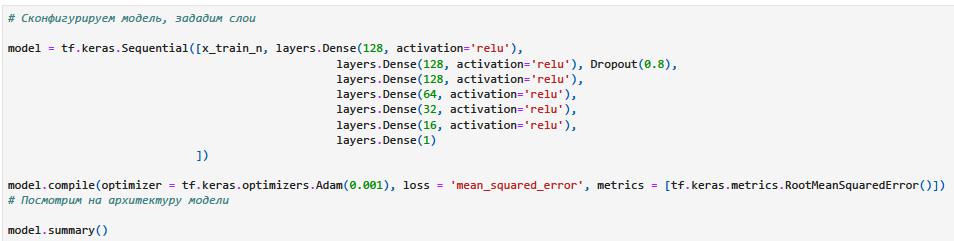 # Сконфигурируем модель, зададим слои
model = tf.keras.Sequential([x_train_n, layers.Dense(128, activation='relu'),
layers.Dense(128, activation='relu'), Dropout(0.8),
layers.Dense(128, activation='relu'),
layers.Dense(64, activation='relu'),
layers.Dense(32, activation='relu'),
layers.Dense(16, activation='relu'),
layers.Dense(1)
])
model.compile(optimizer = tf.keras.optimizers.Adam(0.001), loss = 'mean_squared_error', metrics = [tf.keras.metrics.RootMeanSquaredError()])
# Посмотрим на архитектуру модели
model.summary()